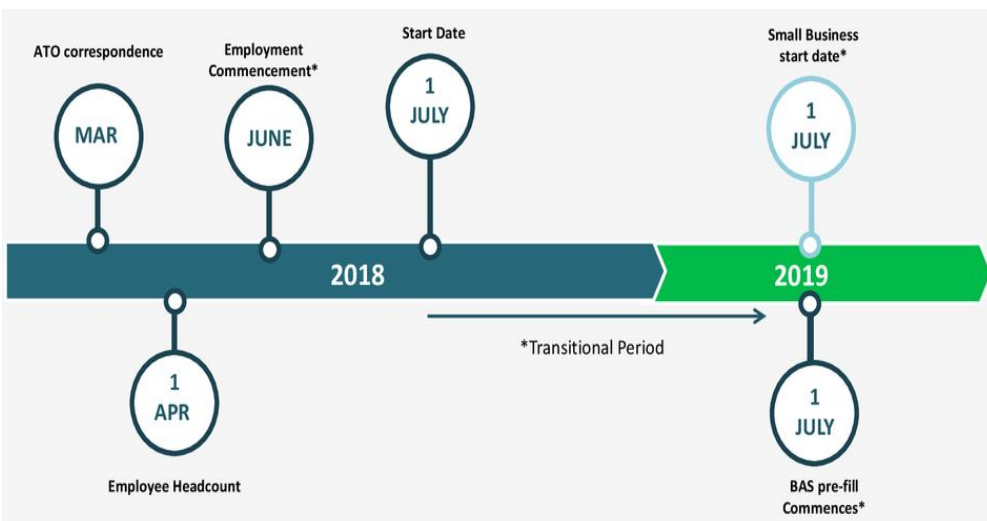 ATO correspondence
MAR
Employment
Commencement*
JUNE
Start Date
1
JULY
Small Business
start date*
1
JULY
2018
2019
*Transitional Period
1
APR
Employee Headcount
1
JULY
BAS pre-fill
Commences*